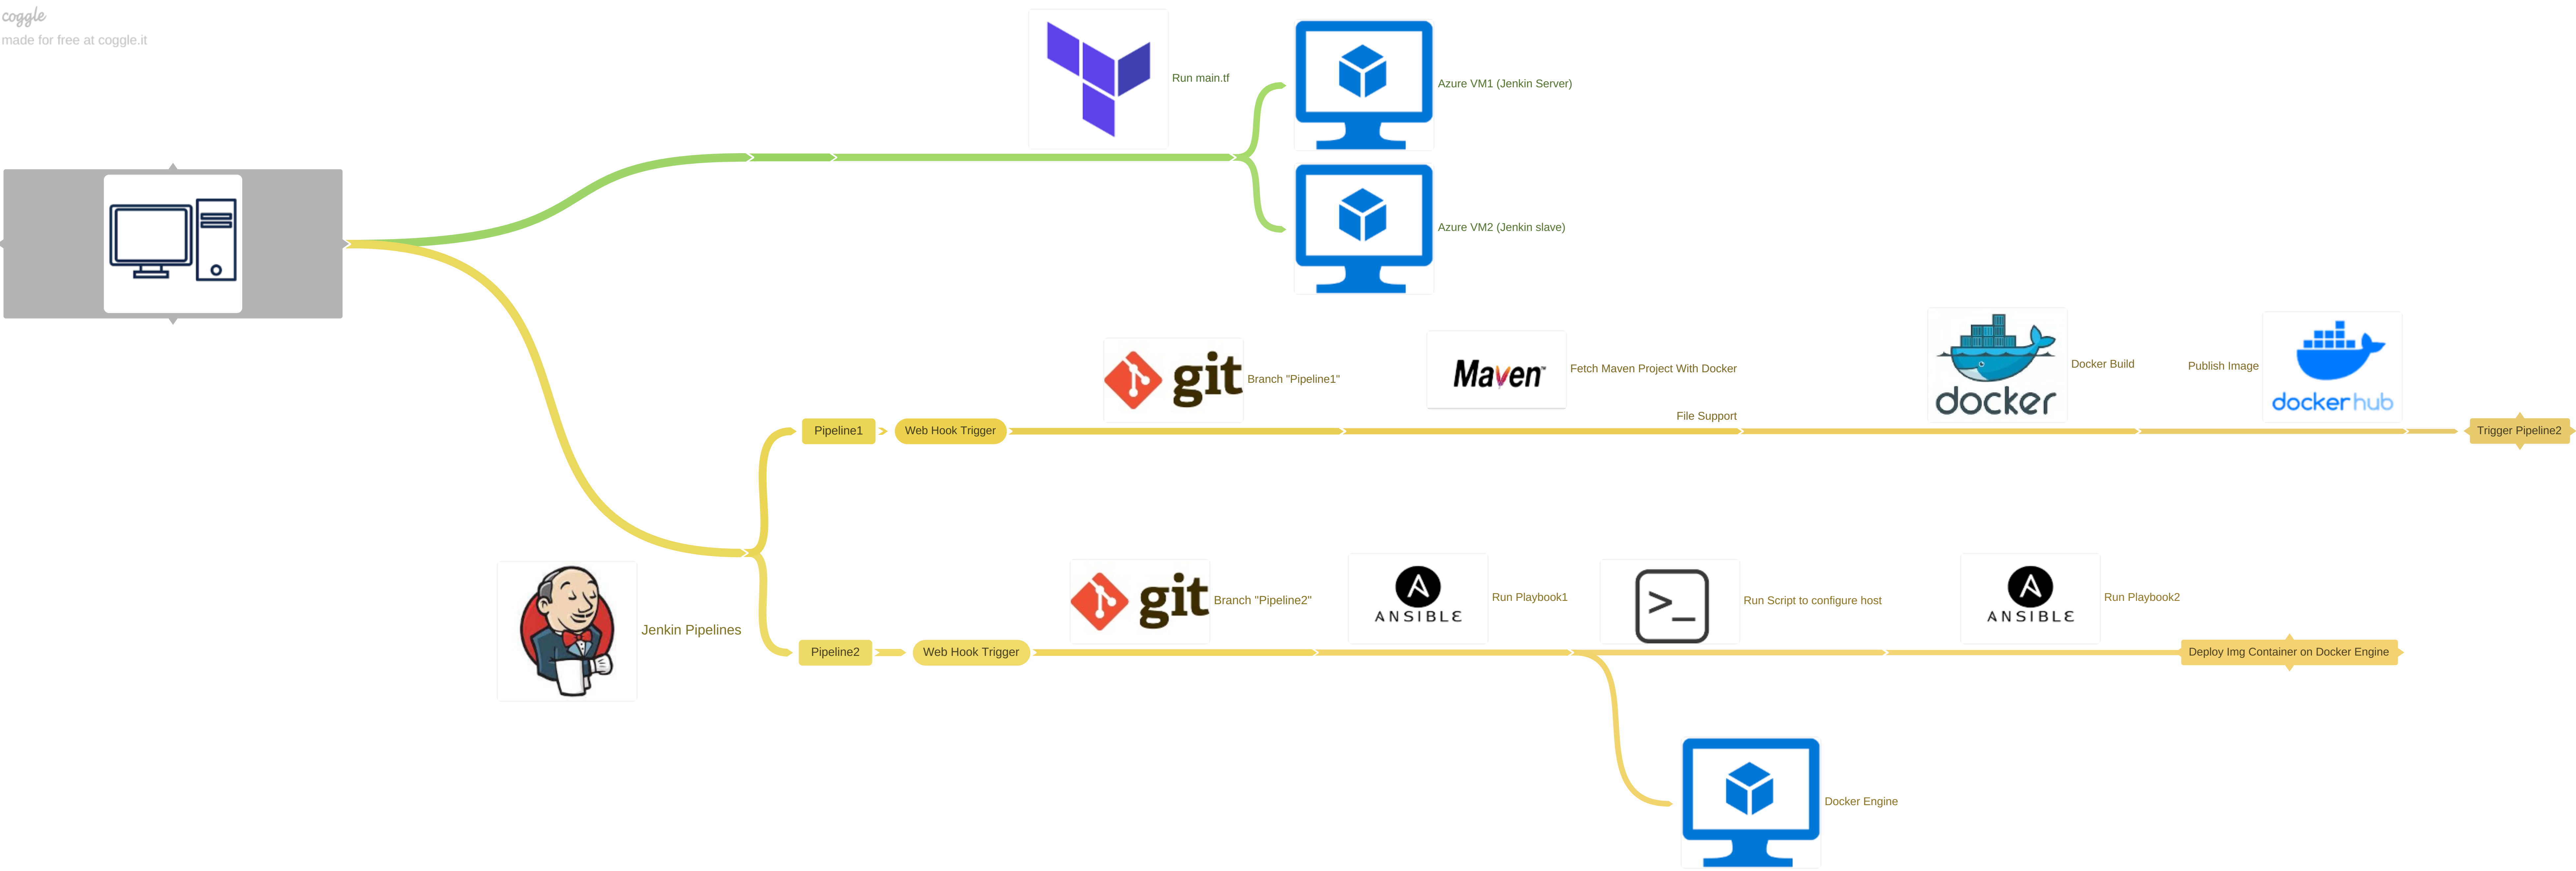 coggle
made for free at coggle.it
Run main.tf
Azure VM1 (Jenkin Server)
Azure VM2 (Jenkin slave)
git
Branch "Pipeline1"
Maven™
Fetch Maven Project With Docker
File Support
docker
Docker Build
Publish Image
dockerhub
Pipeline1
Web Hook Trigger
Trigger Pipeline2
Jenkin Pipelines
git
Branch "Pipeline2"
ANSIBLE
Run Playbook1
>_
Run Script to configure host
ANSIBLE
Run Playbook2
Pipeline2
Web Hook Trigger
Deploy Img Container on Docker Engine
Docker Engine